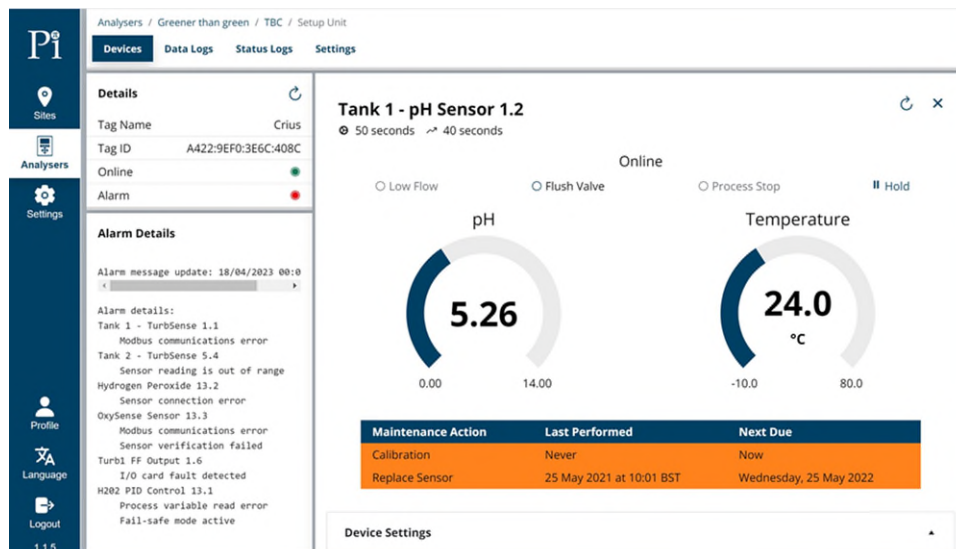 Pi
Sites
Analysers
Settings
Profile
Language
Logout
1.1.5
Analysers / Greener than green / TBC / Setup Unit
Devices Data Logs Status Logs Settings
Details
Tag Name Crius
Tag ID A422:9EF0:3E6C:408C
Online
Alarm
Alarm Details
Alarm message update: 18/04/2023 00:0
Alarm details:
Tank 1 - TurbSense 1.1
Modbus communications error
Tank 2 - TurbSense 5.4
Sensor reading is out of range
Hydrogen Peroxide 13.2
Sensor connection error
OxySense Sensor 13.3
Modbus communications error
Sensor verification failed
Turb1 FF Output 1.6
I/O card fault detected
H202 PID Control 13.1
Process variable read error
Fail-safe mode active
Tank 1 - pH Sensor 1.2
50 seconds 40 seconds
Online
Low Flow Flush Valve Process Stop Hold
pH Temperature
5.26 24.0
°C
0.00 14.00 -10.0 80.0
Maintenance Action Last Performed Next Due
Calibration Never Now
Replace Sensor 25 May 2021 at 10:01 BST Wednesday, 25 May 2022
Device Settings